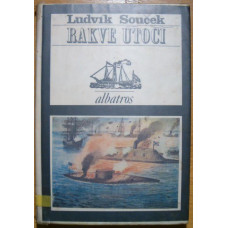 Ludvík Souček
RAKVE ÚTOČÍ
albatros